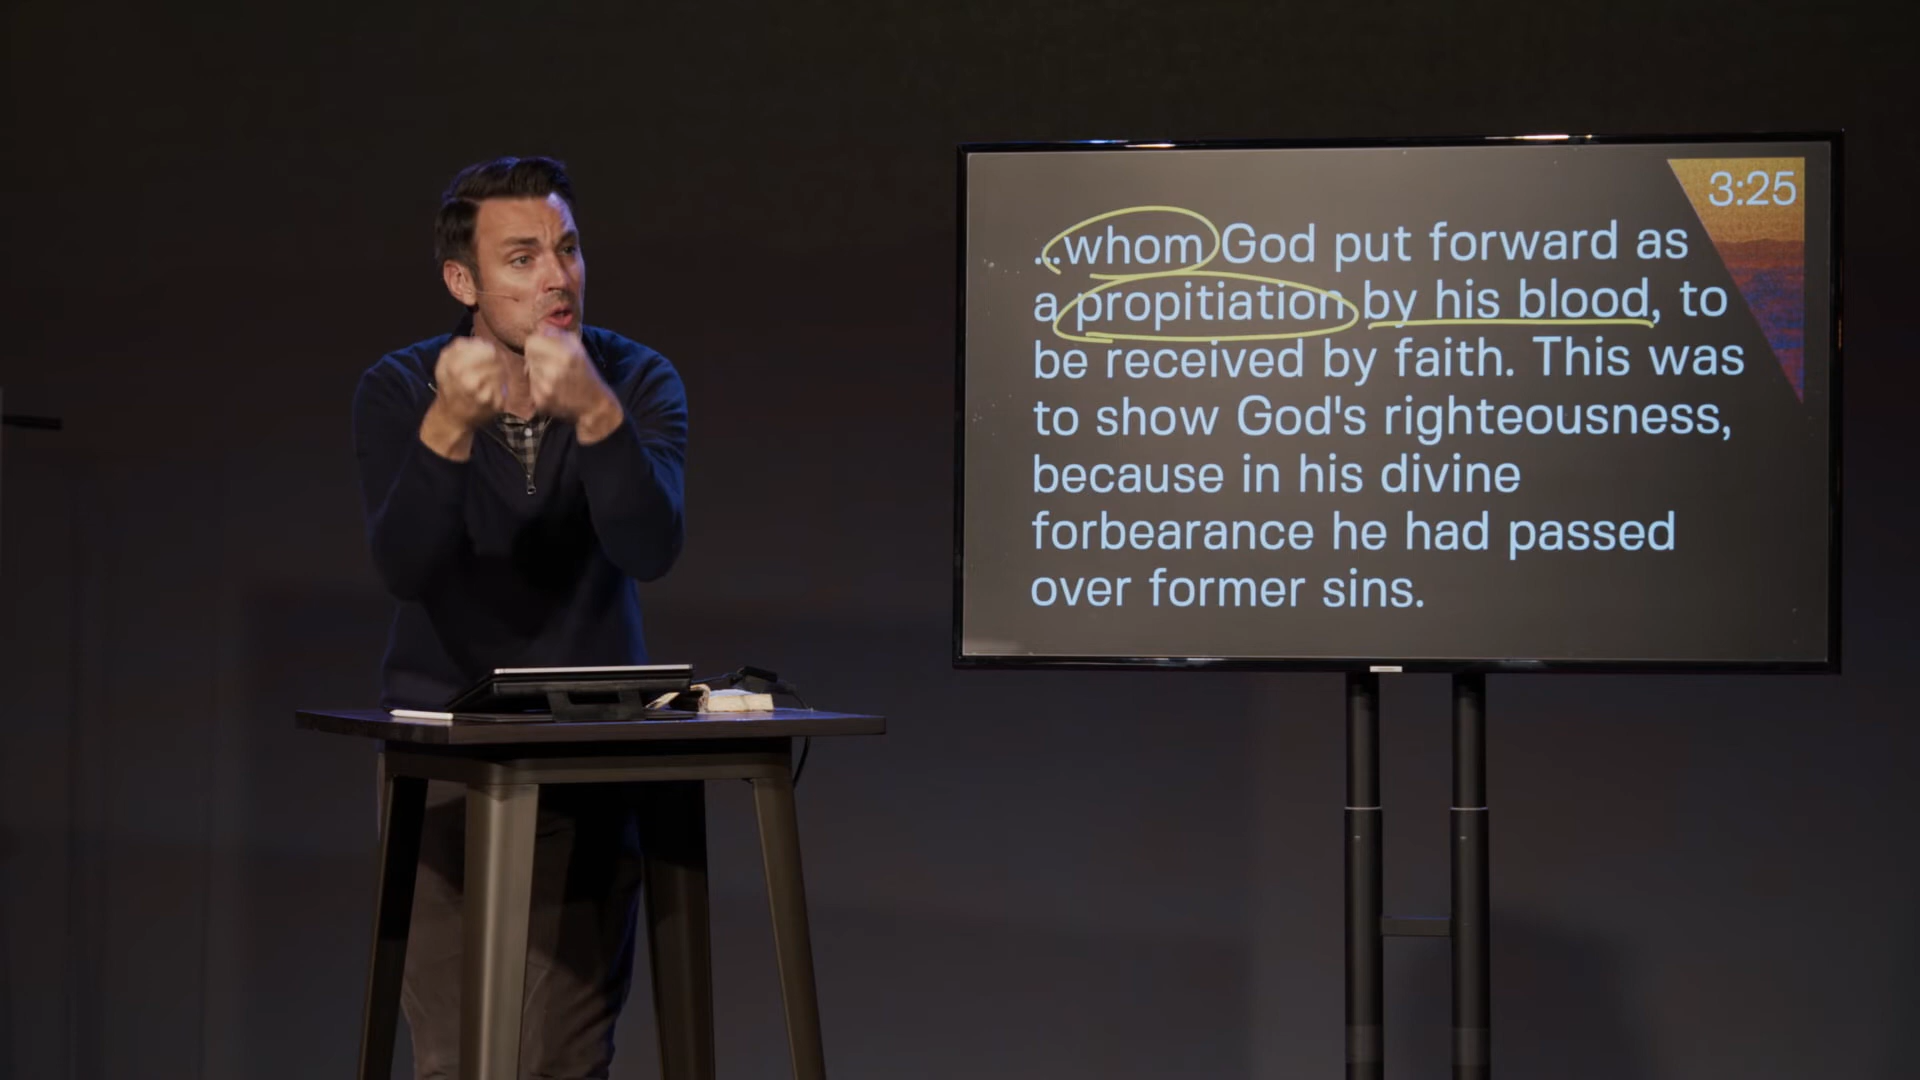 3:25
...whom God put forward as
a propitiation by his blood, to
be received by faith. This was
to show God's righteousness,
because in his divine
forbearance he had passed
over former sins.